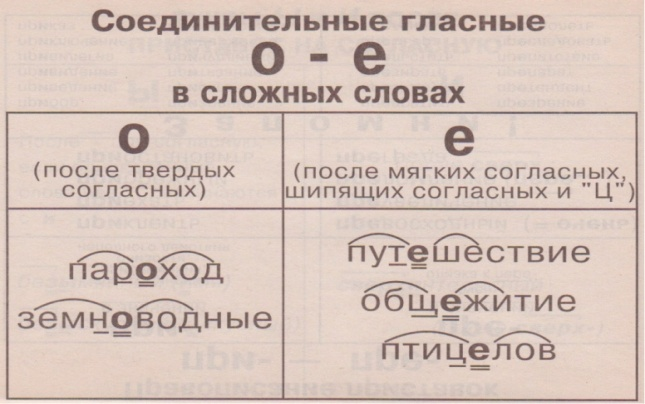 Соединительные гласные
о - е
в сложных словах
о
(после твердых
согласных)
е
(после мягких согласных,
шипящих согласных и "Ц")
пароход
земноводные
путешествие
общежитие
птицелов